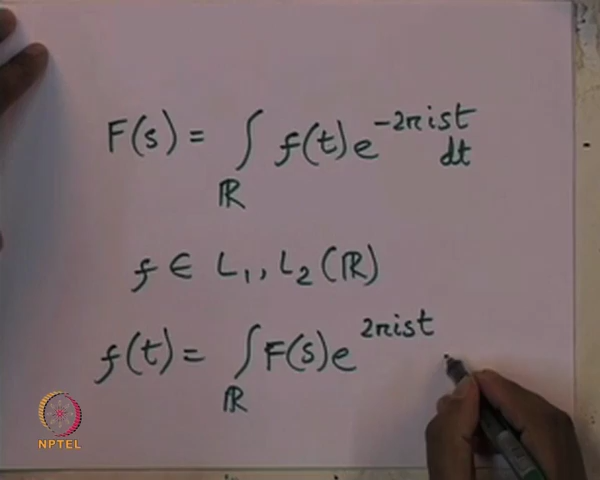 F(s) = ∫_ℝ f(t) e^{-2πist} dt
f ∈ L₁, L₂ (ℝ)
f(t) = ∫_ℝ F(s) e^{2πist}
NPTEL